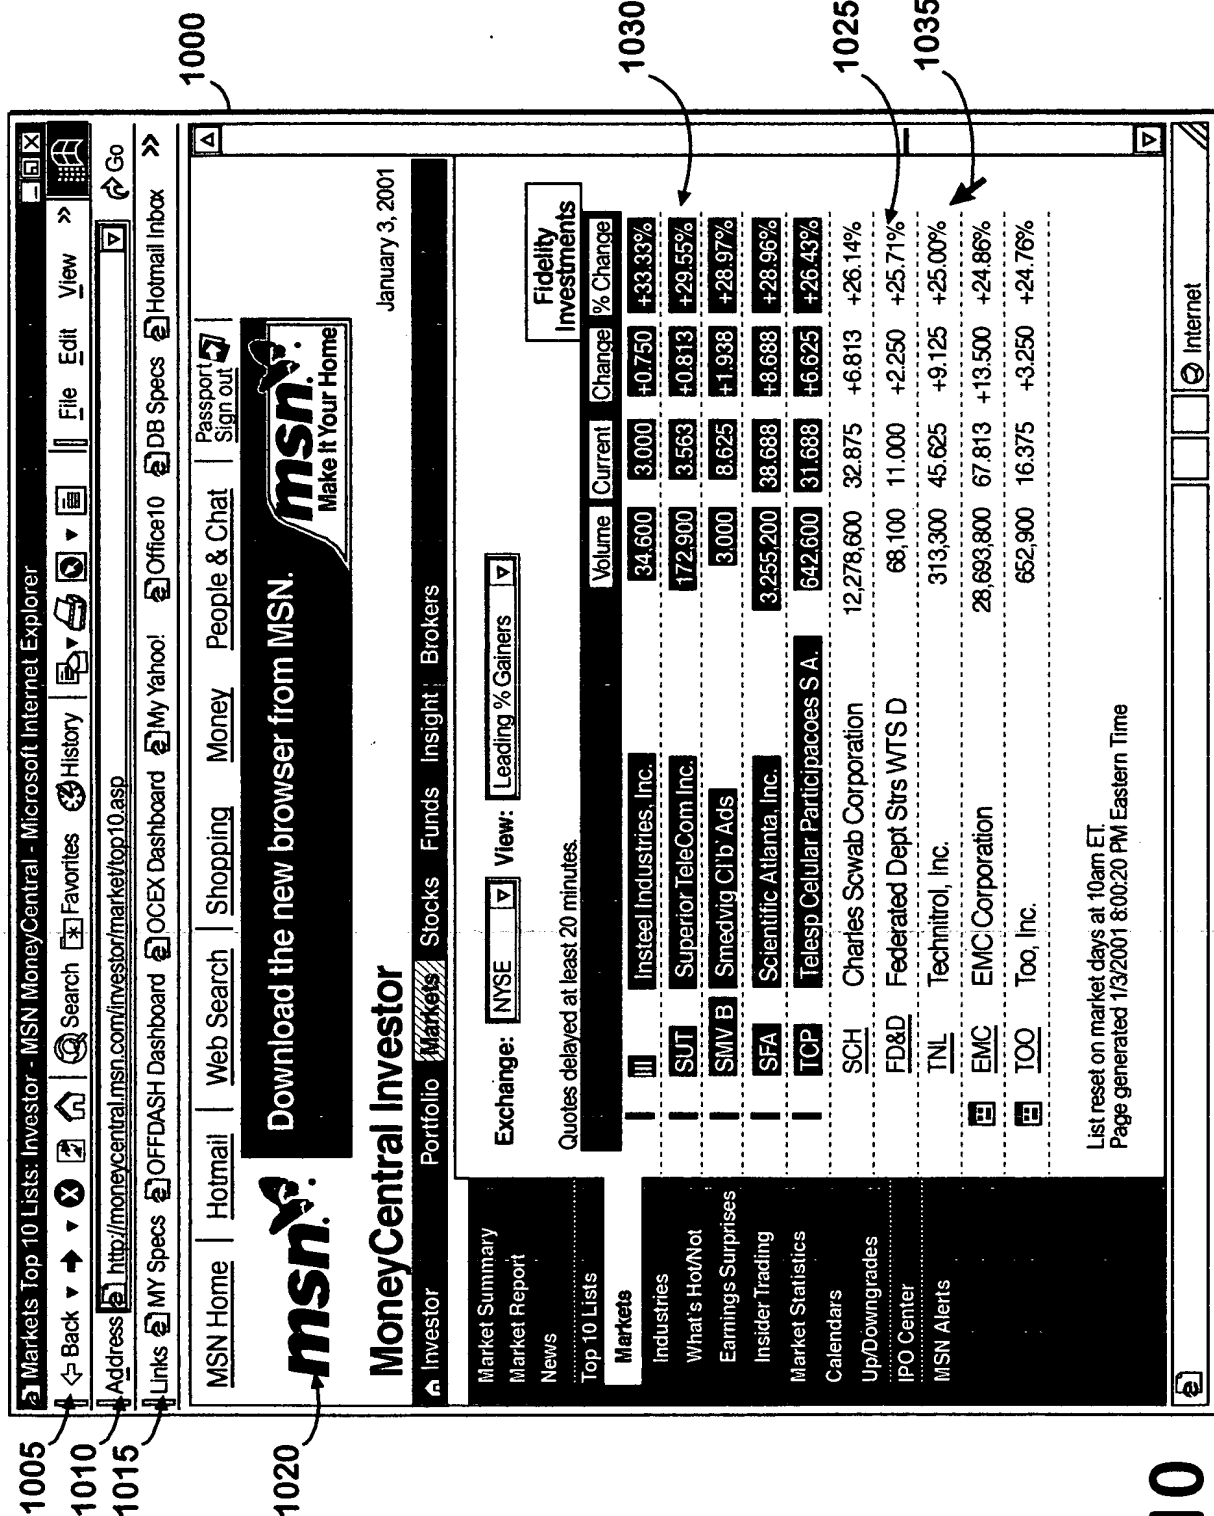 1000
Markets Top 10 Lists: Investor - MSN MoneyCentral - Microsoft Internet Explorer
1005
Back Search Favorites History File Edit View »
1010
Address http://moneycentral.msn.com/investor/market/top10.asp Go
1015
Links MY Specs OFFDASH Dashboard OCEX Dashboard My Yahoo! Office10 DB Specs Hotmail Inbox »
MSN Home Hotmail Web Search Shopping Money People & Chat Passport Sign out
1020
msn. Download the new browser from MSN. msn. Make It Your Home
MoneyCentral Investor January 3, 2001
Investor Portfolio Markets Stocks Funds Insight Brokers
Market Summary
Market Report
News
Top 10 Lists
Markets
Industries
What's Hot/Not
Earnings Surprises
Insider Trading
Market Statistics
Calendars
Up/Downgrades
IPO Center
MSN Alerts
Exchange: NYSE View: Leading % Gainers
Fidelity Investments
Quotes delayed at least 20 minutes.
Volume Current Change % Change
III Insteel Industries, Inc. 34,600 3.000 +0.750 +33.33%
SUT Superior TeleCom Inc. 172,900 3.563 +0.813 +29.55%
1030
SMV B Smedvig Cl'b' Ads 3,000 8.625 +1.938 +28.97%
SFA Scientific Atlanta, Inc. 3,255,200 38.688 +8.688 +28.96%
TCP Telesp Celular Participacoes S A. 642,600 31.688 +6.625 +26.43%
SCH Charles Scwab Corporation 12,278,600 32.875 +6.813 +26.14%
FD&D Federated Dept Strs WTS D 68,100 11.000 +2.250 +25.71%
1025
TNL Technitrol, Inc. 313,300 45.625 +9.125 +25.00%
1035
EMC EMC Corporation 28,693,800 67.813 +13.500 +24.86%
TOO Too, Inc. 652,900 16.375 +3.250 +24.76%
List reset on market days at 10am ET.
Page generated 1/3/2001 8:00:20 PM Eastern Time
Internet
10